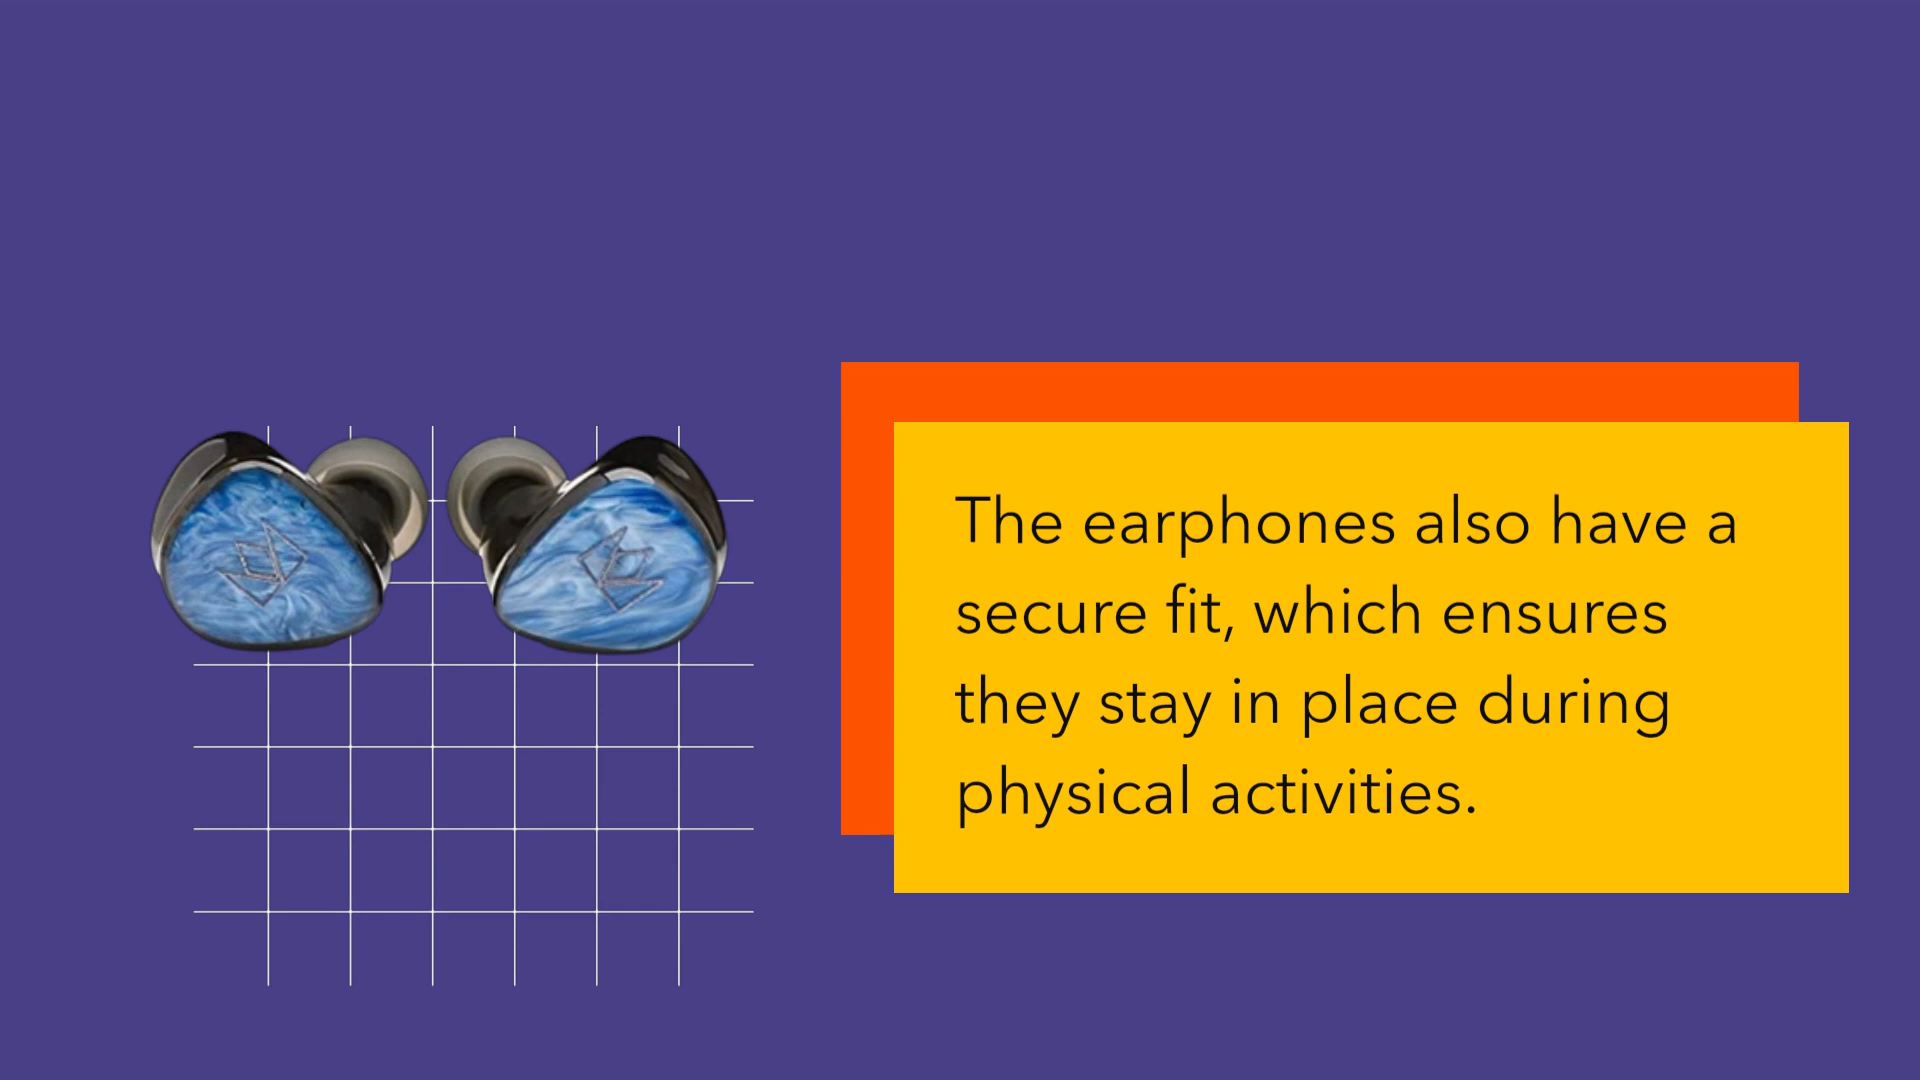 The earphones also have a
secure fit, which ensures
they stay in place during
physical activities.